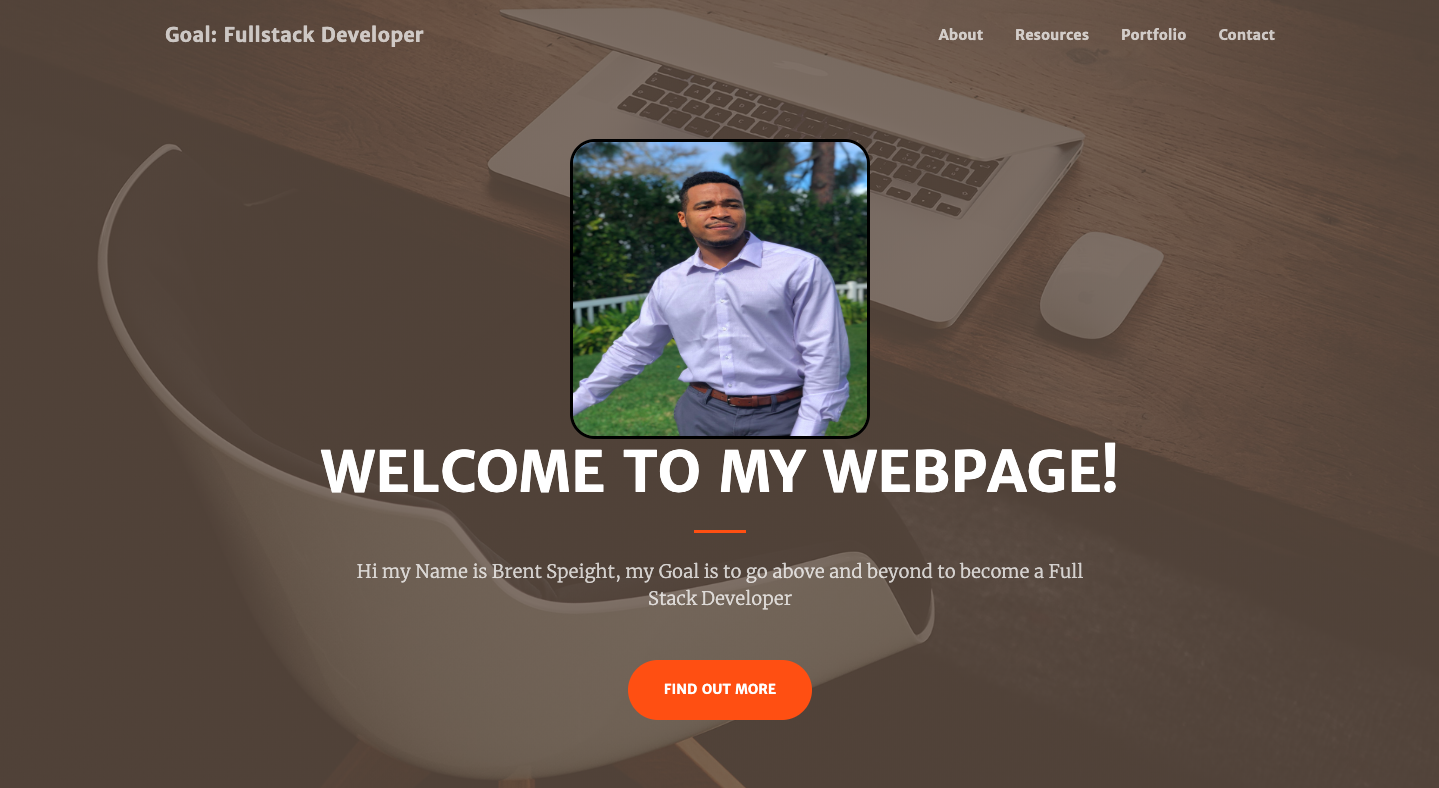 Goal: Fullstack Developer
About Resources Portfolio Contact
WELCOME TO MY WEBPAGE!
Hi my Name is Brent Speight, my Goal is to go above and beyond to become a Full
Stack Developer
FIND OUT MORE